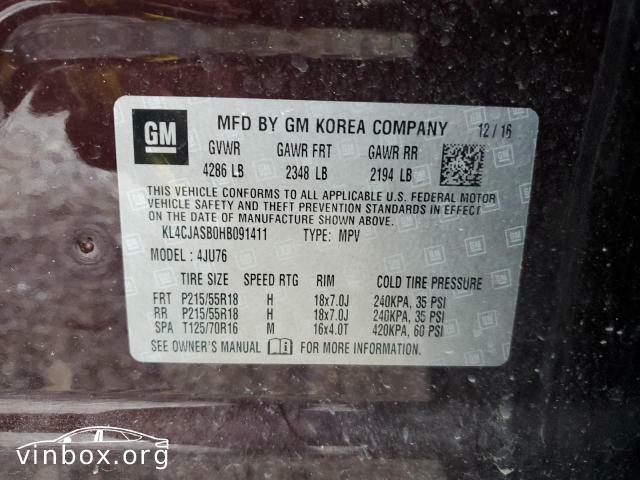 GM MFD BY GM KOREA COMPANY 12/16
GVWR GAWR FRT GAWR RR
4286 LB 2348 LB 2194 LB
THIS VEHICLE CONFORMS TO ALL APPLICABLE U.S. FEDERAL MOTOR
VEHICLE SAFETY AND THEFT PREVENTION STANDARDS IN EFFECT
ON THE DATE OF MANUFACTURE SHOWN ABOVE.
KL4CJASB0HB091411 TYPE: MPV
MODEL: 4JU76
TIRE SIZE SPEED RTG RIM COLD TIRE PRESSURE
FRT P215/55R18 H 18x7.0J 240KPA, 35 PSI
RR P215/55R18 H 18x7.0J 240KPA, 35 PSI
SPA T125/70R16 M 16x4.0T 420KPA, 60 PSI
SEE OWNER'S MANUAL i FOR MORE INFORMATION.
vinbox.org